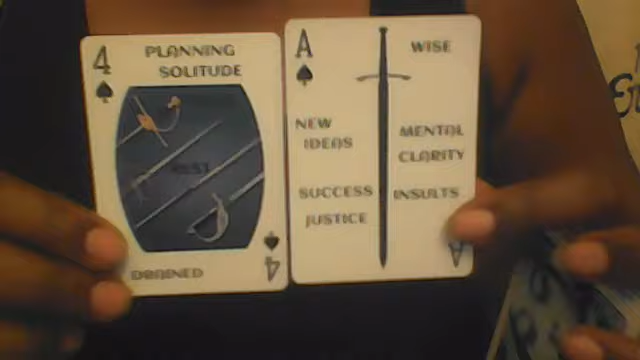 4
PLANNING
SOLITUDE
REST
DRAINED
4
A
WISE
NEW
IDEAS
MENTAL
CLARITY
SUCCESS
INSULTS
JUSTICE
A